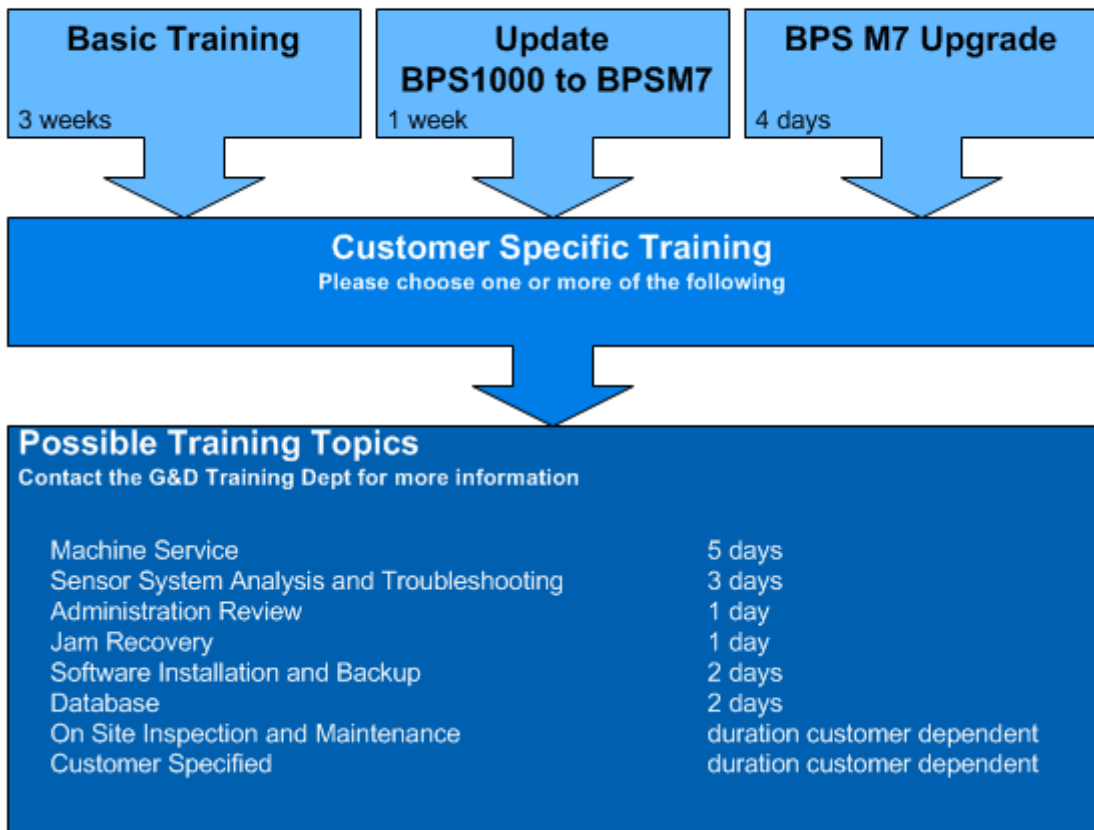 Basic Training
3 weeks
Update
BPS1000 to BPSM7
1 week
BPS M7 Upgrade
4 days
Customer Specific Training
Please choose one or more of the following
Possible Training Topics
Contact the G&D Training Dept for more information
Machine Service 5 days
Sensor System Analysis and Troubleshooting 3 days
Administration Review 1 day
Jam Recovery 1 day
Software Installation and Backup 2 days
Database 2 days
On Site Inspection and Maintenance duration customer dependent
Customer Specified duration customer dependent